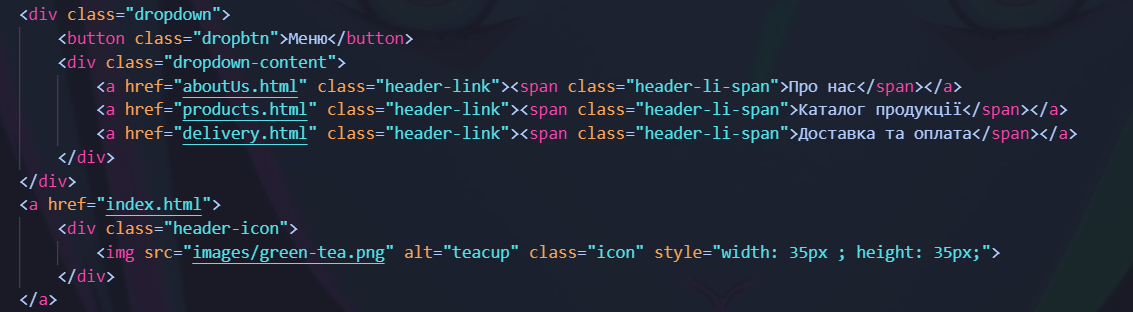 <div class="dropdown">
<button class="dropbtn">Меню</button>
<div class="dropdown-content">
<a href="aboutUs.html" class="header-link"><span class="header-li-span">Про нас</span></a>
<a href="products.html" class="header-link"><span class="header-li-span">Каталог продукції</span></a>
<a href="delivery.html" class="header-link"><span class="header-li-span">Доставка та оплата</span></a>
</div>
</div>
<a href="index.html">
<div class="header-icon">
<img src="images/green-tea.png" alt="teacup" class="icon" style="width: 35px ; height: 35px;">
</div>
</a>